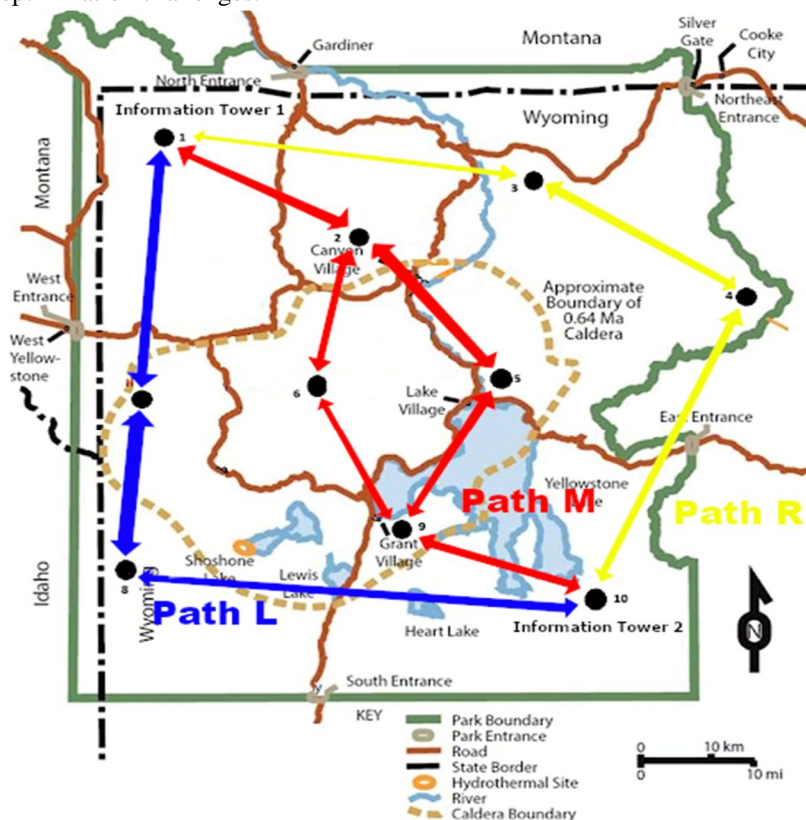 Montana
Silver
Gate
Cooke
City
Gardiner
North Entrance
Northeast
Entrance
Information Tower 1
Wyoming
Montana
1
3
2
Canyon
Village
West
Entrance
Approximate
Boundary of
0.64 Ma
Caldera
4
West
Yellow-
stone
5
6
Lake
Village
East Entrance
Yellowstone
Path M
Path R
9
Grant
Village
Shoshone
Lake
Lewis
Lake
8
Wyoming
Path L
Idaho
10
Heart Lake
Information Tower 2
N
South Entrance
KEY
Park Boundary
Park Entrance
Road
State Border
Hydrothermal Site
River
Caldera Boundary
0 10 km
0 10 mi